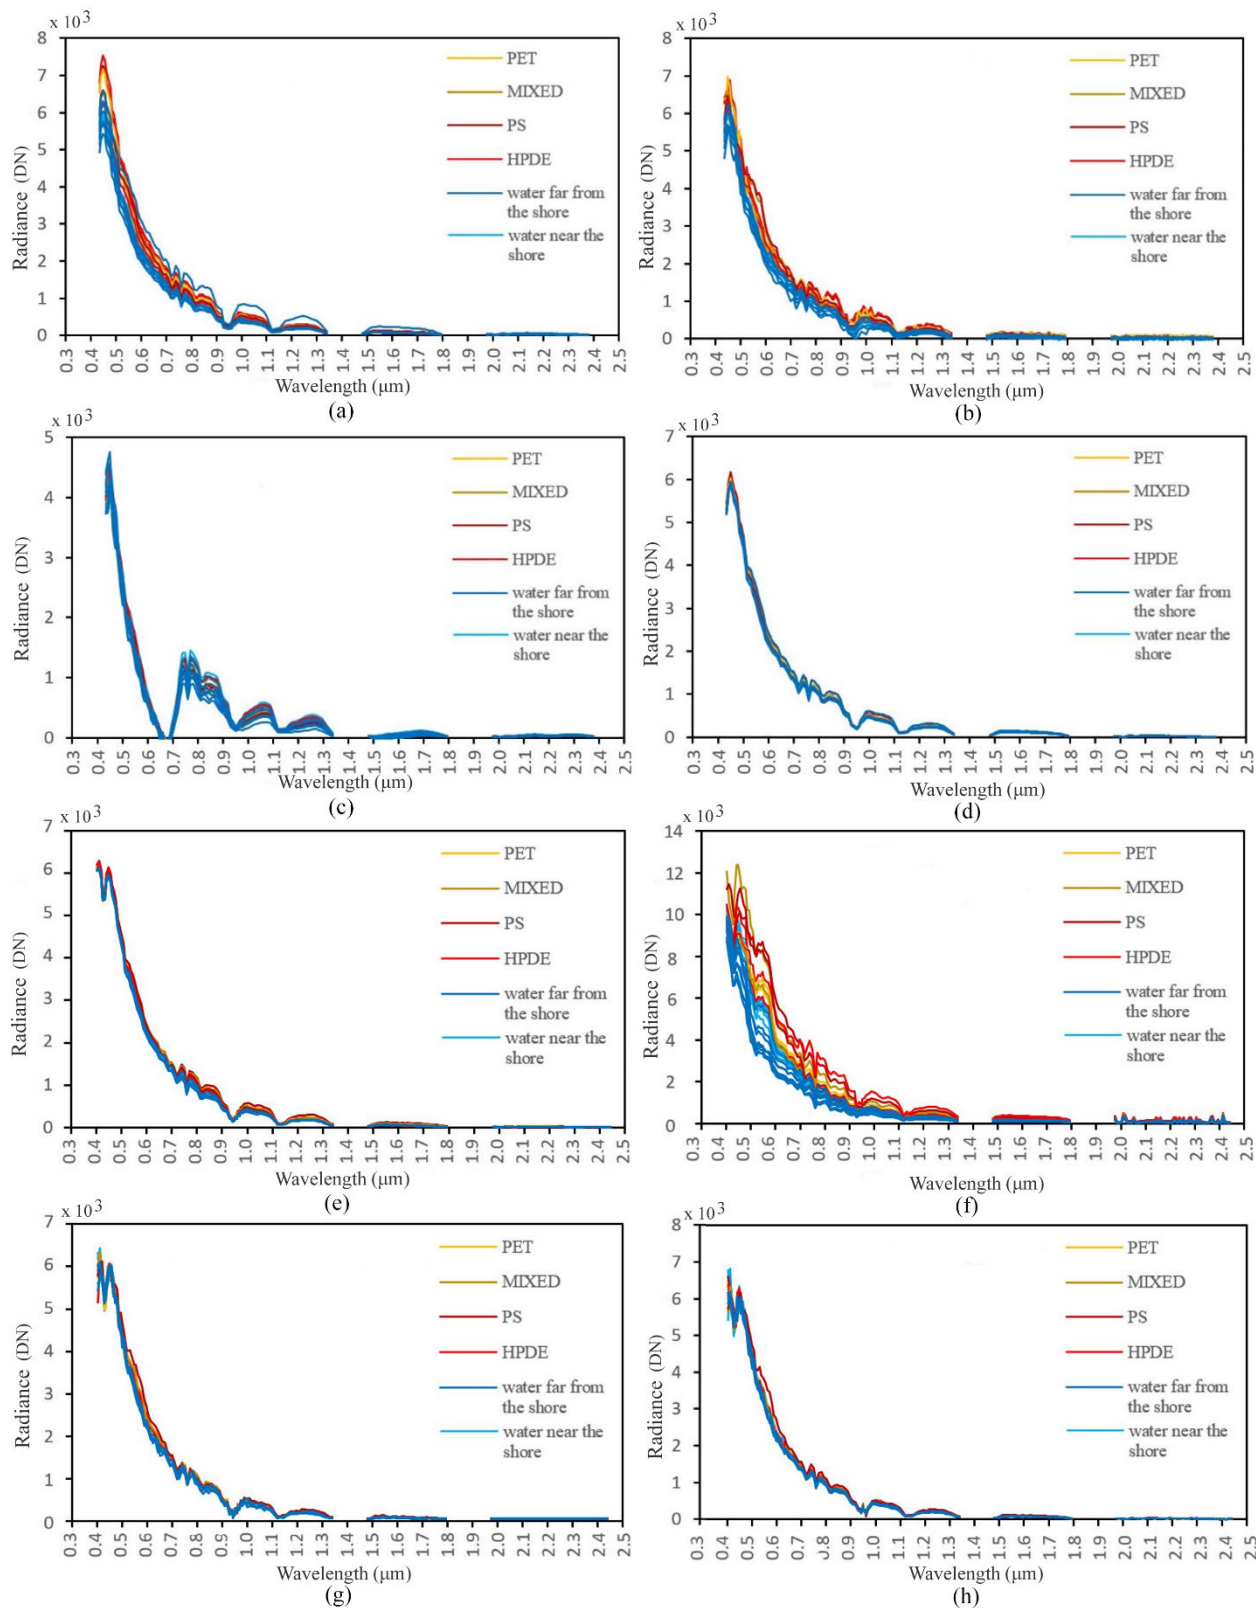 x 10³
8
7
6
5
4
3
2
1
0
Radiance (DN)
PET
MIXED
PS
HPDE
water far from
the shore
water near the
shore
0.3 0.4 0.5 0.6 0.7 0.8 0.9 1.0 1.1 1.2 1.3 1.4 1.5 1.6 1.7 1.8 1.9 2.0 2.1 2.2 2.3 2.4 2.5
Wavelength (µm)
(a)
x 10³
8
7
6
5
4
3
2
1
0
Radiance (DN)
PET
MIXED
PS
HPDE
water far from
the shore
water near the
shore
0.3 0.4 0.5 0.6 0.7 0.8 0.9 1.0 1.1 1.2 1.3 1.4 1.5 1.6 1.7 1.8 1.9 2.0 2.1 2.2 2.3 2.4 2.5
Wavelength (µm)
(b)
x 10³
5
4
3
2
1
0
Radiance (DN)
PET
MIXED
PS
HPDE
water far from
the shore
water near the
shore
0.3 0.4 0.5 0.6 0.7 0.8 0.9 1.0 1.1 1.2 1.3 1.4 1.5 1.6 1.7 1.8 1.9 2.0 2.1 2.2 2.3 2.4 2.5
Wavelength (µm)
(c)
x 10³
7
6
5
4
3
2
1
0
Radiance (DN)
PET
MIXED
PS
HPDE
water far from
the shore
water near the
shore
0.3 0.4 0.5 0.6 0.7 0.8 0.9 1.0 1.1 1.2 1.3 1.4 1.5 1.6 1.7 1.8 1.9 2.0 2.1 2.2 2.3 2.4 2.5
Wavelength (µm)
(d)
x 10³
7
6
5
4
3
2
1
0
Radiance (DN)
PET
MIXED
PS
HPDE
water far from
the shore
water near the
shore
0.3 0.4 0.5 0.6 0.7 0.8 0.9 1.0 1.1 1.2 1.3 1.4 1.5 1.6 1.7 1.8 1.9 2.0 2.1 2.2 2.3 2.4 2.5
Wavelength (µm)
(e)
x 10³
14
12
10
8
6
4
2
0
Radiance (DN)
PET
MIXED
PS
HPDE
water far from
the shore
water near the
shore
0.3 0.4 0.5 0.6 0.7 0.8 0.9 1.0 1.1 1.2 1.3 1.4 1.5 1.6 1.7 1.8 1.9 2.0 2.1 2.2 2.3 2.4 2.5
Wavelength (µm)
(f)
x 10³
7
6
5
4
3
2
1
0
Radiance (DN)
PET
MIXED
PS
HPDE
water far from
the shore
water near the
shore
0.3 0.4 0.5 0.6 0.7 0.8 0.9 1.0 1.1 1.2 1.3 1.4 1.5 1.6 1.7 1.8 1.9 2.0 2.1 2.2 2.3 2.4 2.5
Wavelength (µm)
(g)
x 10³
8
7
6
5
4
3
2
1
0
Radiance (DN)
PET
MIXED
PS
HPDE
water far from
the shore
water near the
shore
0.3 0.4 0.5 0.6 0.7 0.8 0.9 1.0 1.1 1.2 1.3 1.4 1.5 1.6 1.7 1.8 1.9 2.0 2.1 2.2 2.3 2.4 2.5
Wavelength (µm)
(h)